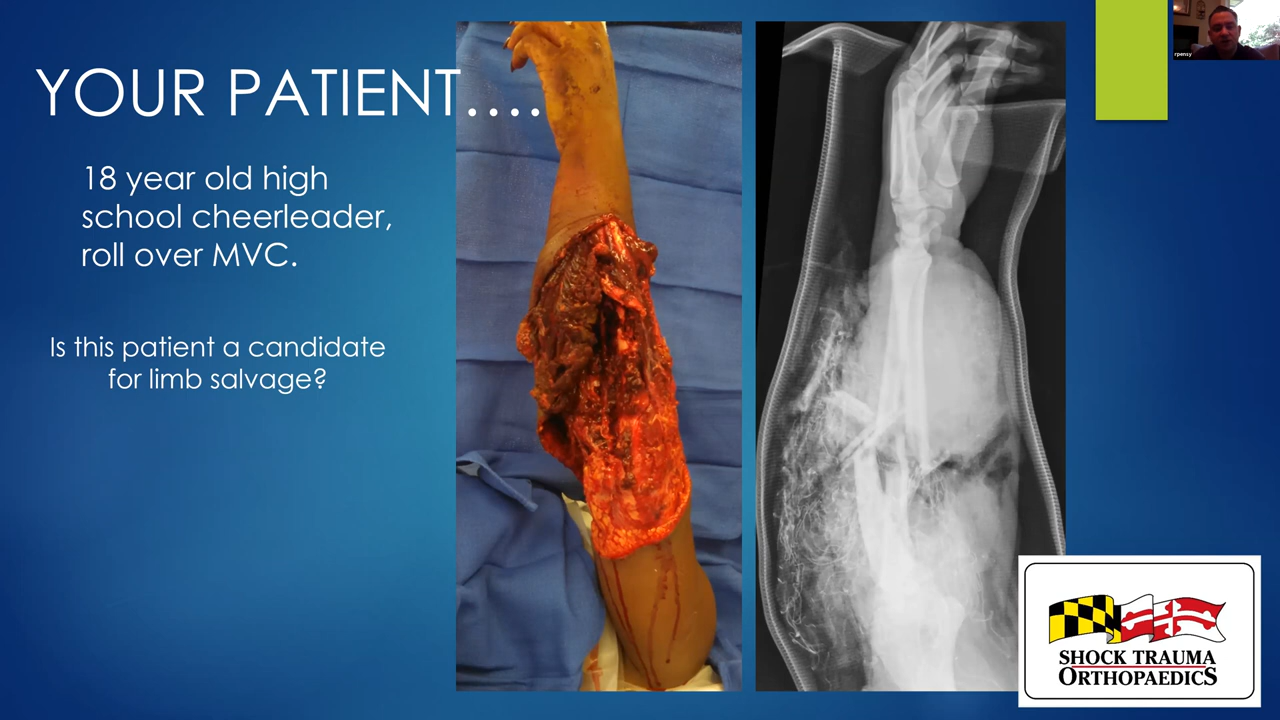 YOUR PATIENT....
18 year old high
school cheerleader,
roll over MVC.
Is this patient a candidate
for limb salvage?
rpensy
SHOCK TRAUMA
ORTHOPAEDICS